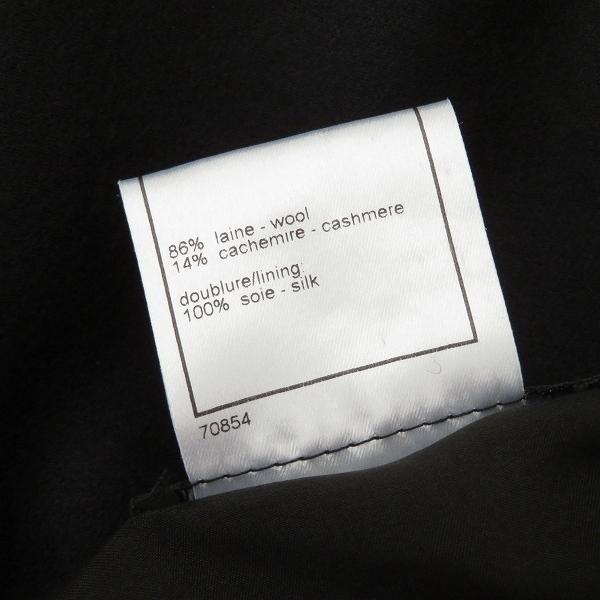 86% laine - wool
14% cachemire - cashmere
doublure/lining:
100% soie - silk
70854